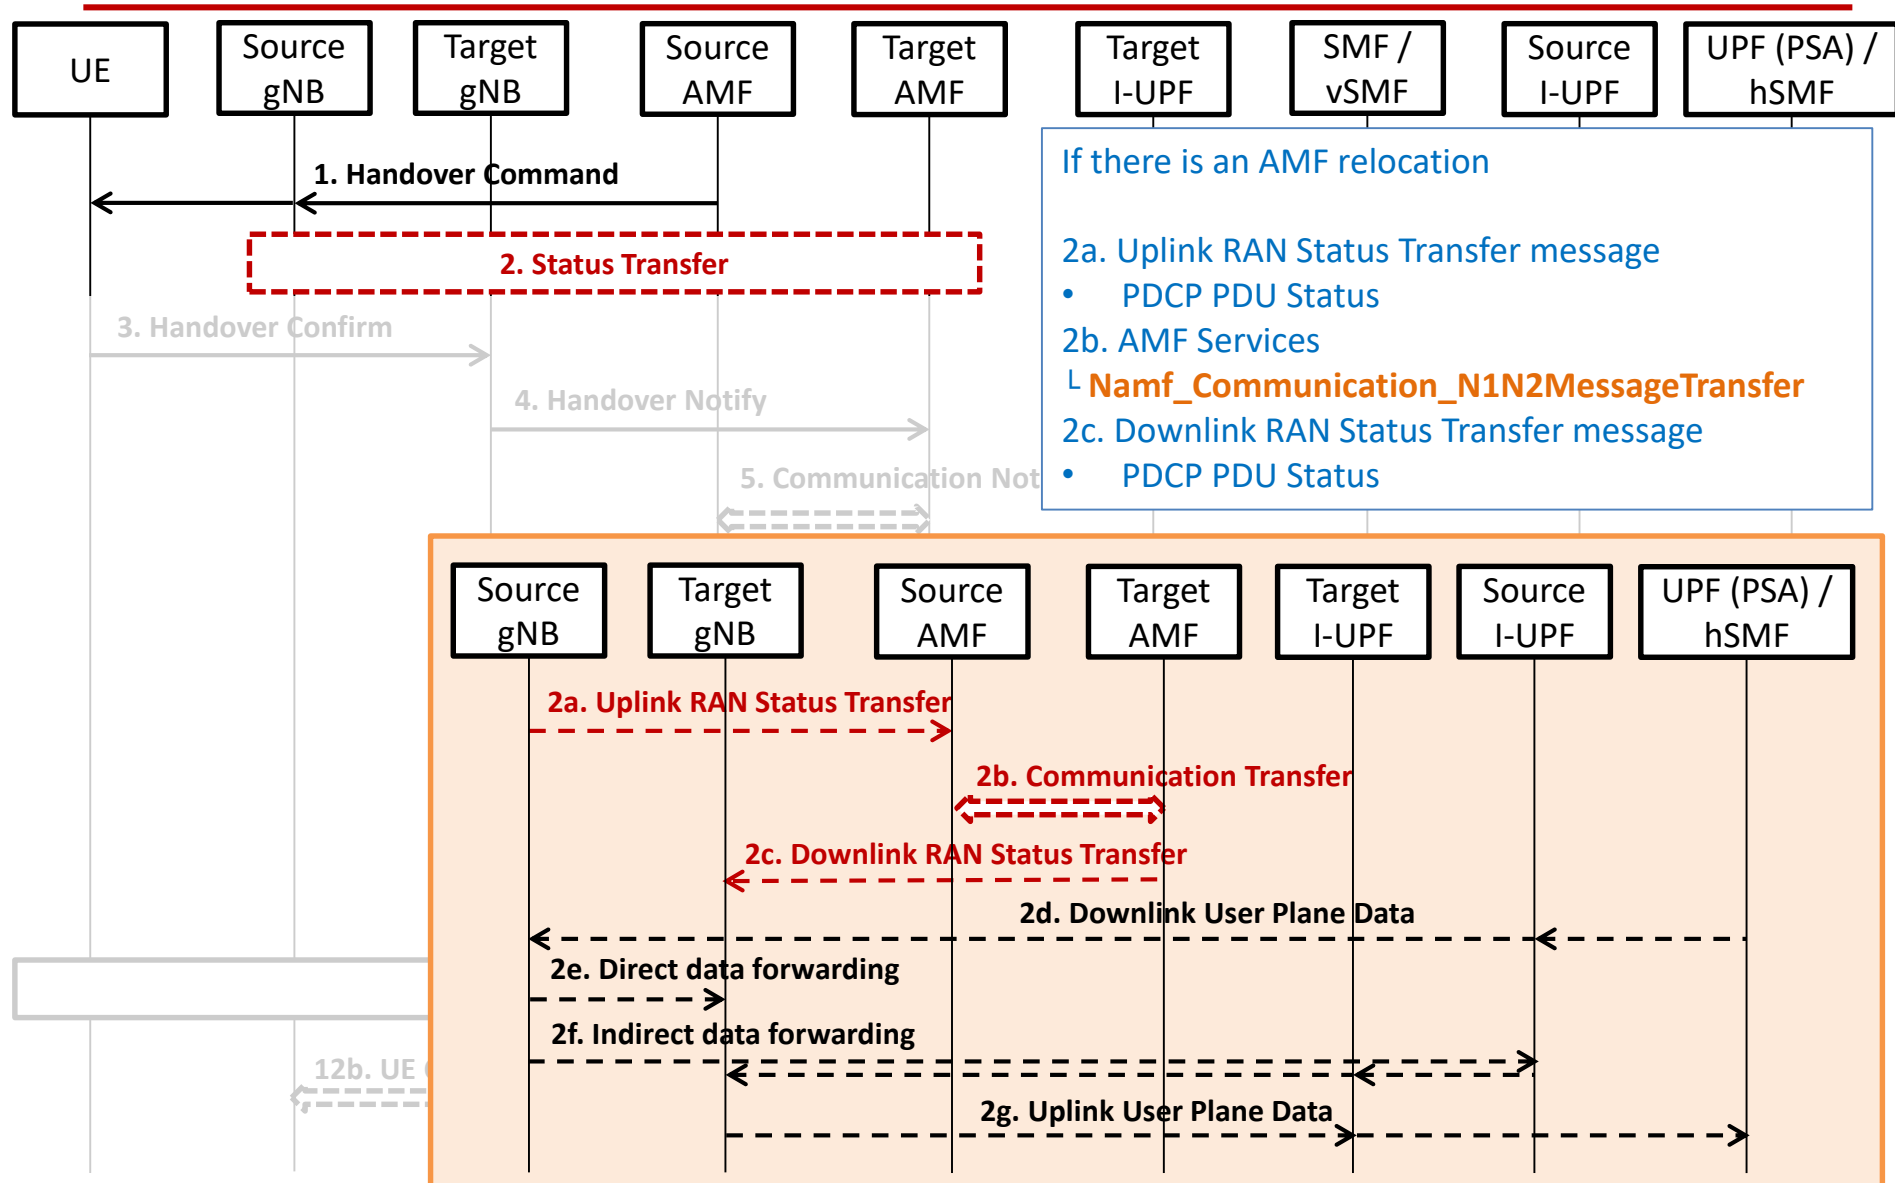 UE
Source
gNB
Target
gNB
Source
AMF
Target
AMF
Target
I-UPF
SMF /
vSMF
Source
I-UPF
UPF (PSA) /
hSMF
1. Handover Command
2. Status Transfer
3. Handover Confirm
4. Handover Notify
5. Communication Not
If there is an AMF relocation
2a. Uplink RAN Status Transfer message
• PDCP PDU Status
2b. AMF Services
└ Namf_Communication_N1N2MessageTransfer
2c. Downlink RAN Status Transfer message
• PDCP PDU Status
Source
gNB
Target
gNB
Source
AMF
Target
AMF
Target
I-UPF
Source
I-UPF
UPF (PSA) /
hSMF
2a. Uplink RAN Status Transfer
2b. Communication Transfer
2c. Downlink RAN Status Transfer
2d. Downlink User Plane Data
2e. Direct data forwarding
2f. Indirect data forwarding
2g. Uplink User Plane Data
12b. UE